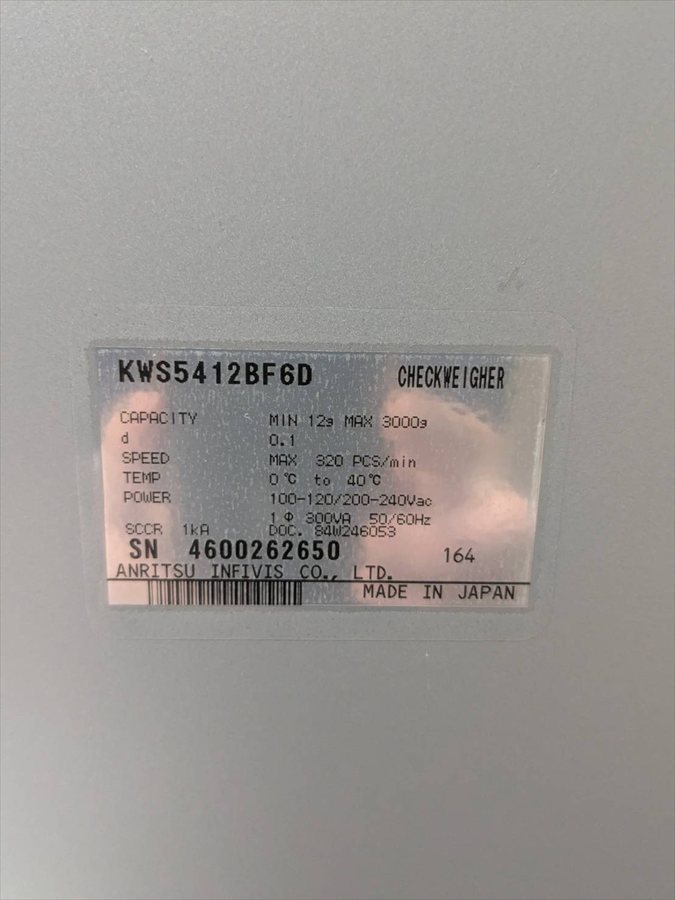 KWS5412BF6D CHECKWEIGHER
CAPACITY MIN 12g MAX 3000g
d 0.1
SPEED MAX 320 PCS/min
TEMP 0℃ to 40℃
POWER 100-120/200-240Vac
1 Φ 300VA 50/60Hz
SCCR 1kA DOC. 84W246053
SN 4600262650 164
ANRITSU INFIVIS CO., LTD.
MADE IN JAPAN